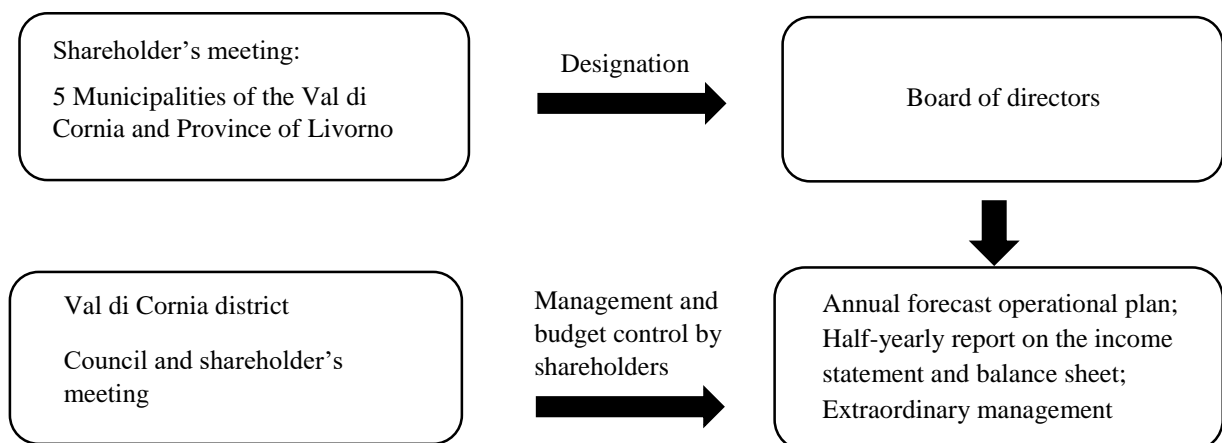 Shareholder’s meeting:
5 Municipalities of the Val di
Cornia and Province of Livorno
Designation
Board of directors
Val di Cornia district
Council and shareholder’s
meeting
Management and
budget control by
shareholders
Annual forecast operational plan;
Half-yearly report on the income
statement and balance sheet;
Extraordinary management